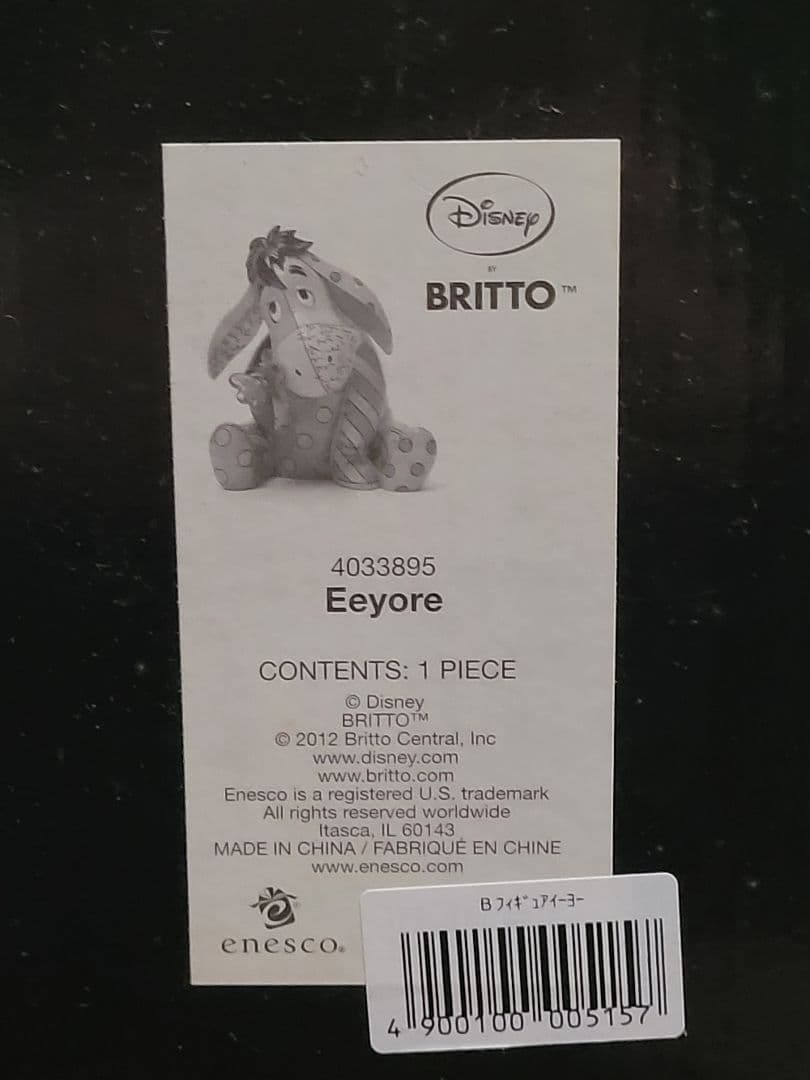 Disney
BY
BRITTO™
4033895
Eeyore
CONTENTS: 1 PIECE
© Disney
BRITTO™
© 2012 Britto Central, Inc
www.disney.com
www.britto.com
Enesco is a registered U.S. trademark
All rights reserved worldwide
Itasca, IL 60143
MADE IN CHINA / FABRIQUÉ EN CHINE
www.enesco.com
enesco®
Bフィギュアイーヨー
4 900100 005157